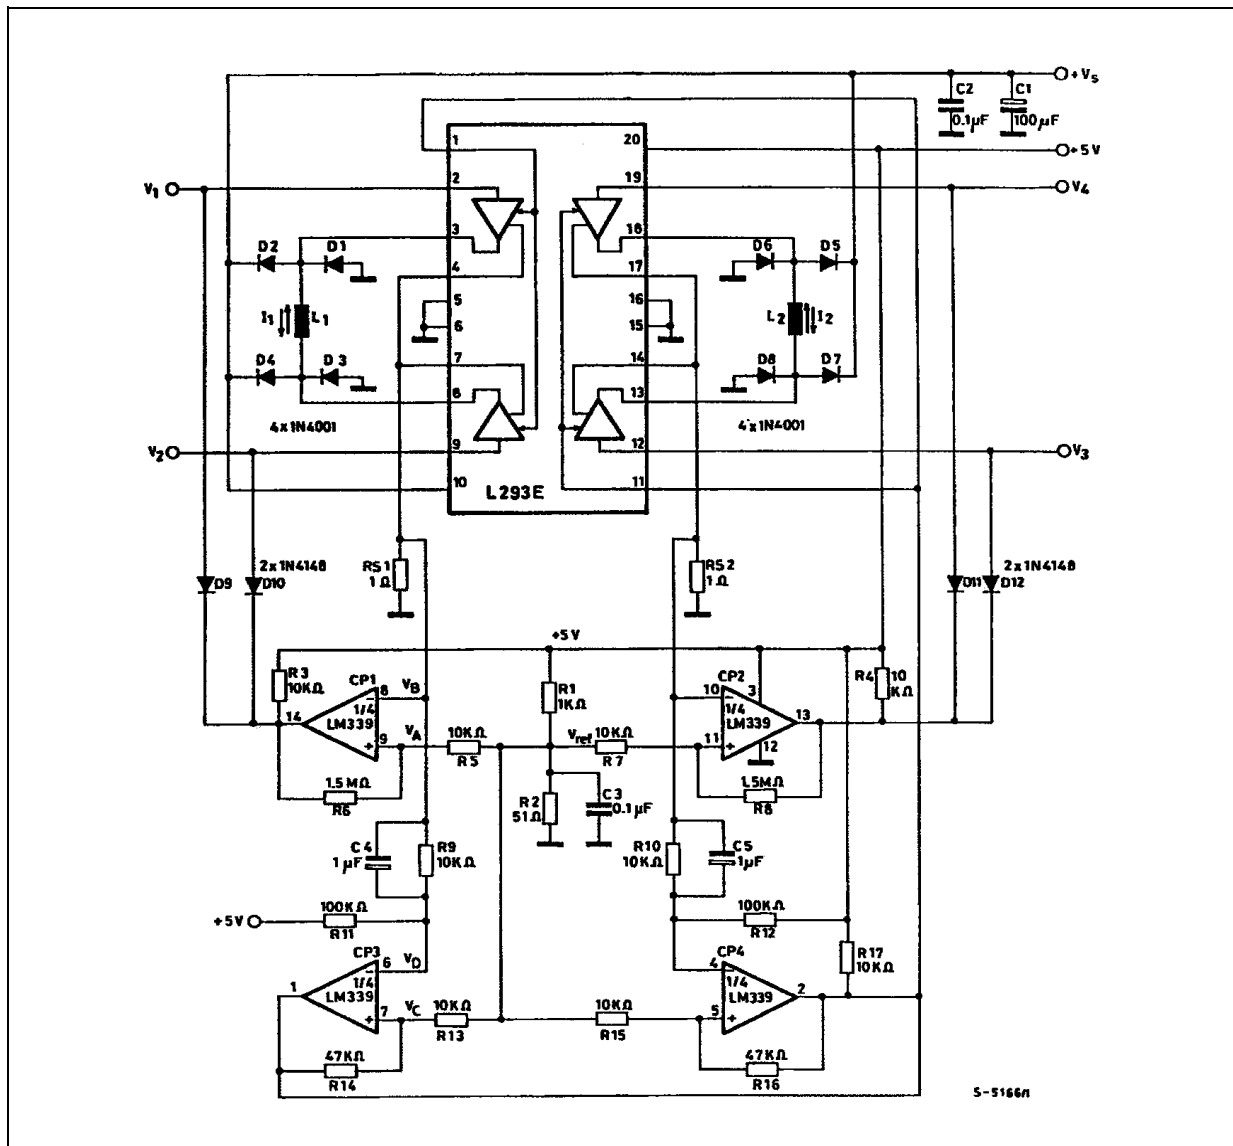 +Vs
C2
C1
0.1μF
100μF
1
20
+5V
V1
2
19
V4
3
18
D2
D1
D6
D5
4
17
5
16
I1
L1
L2
I2
6
15
D4
D3
7
14
D8
D7
8
13
4x1N4001
4x1N4001
V2
9
12
V3
10
11
L293E
2x1N4148
D9
D10
RS1
1Ω
RS2
1Ω
2x1N4148
D11
D12
+5V
R3
10KΩ
CP1
VB
8
R1
1KΩ
CP2
10
3
R4
10
KΩ
14
1/4
LM339
-
+
9
VA
10KΩ
R5
Vref
10KΩ
R7
11
-
1/4
LM339
+
13
12
1.5MΩ
R6
R2
51Ω
C3
0.1μF
1.5MΩ
R8
C4
1μF
R9
10KΩ
R10
10KΩ
C5
1μF
+5V
100KΩ
R11
100KΩ
R12
CP3
6
VD
CP4
4
R17
10KΩ
1
-
1/4
LM339
+
7
VC
10KΩ
R13
10KΩ
R15
5
-
1/4
LM339
+
2
47KΩ
R14
47KΩ
R16
S-5166/1